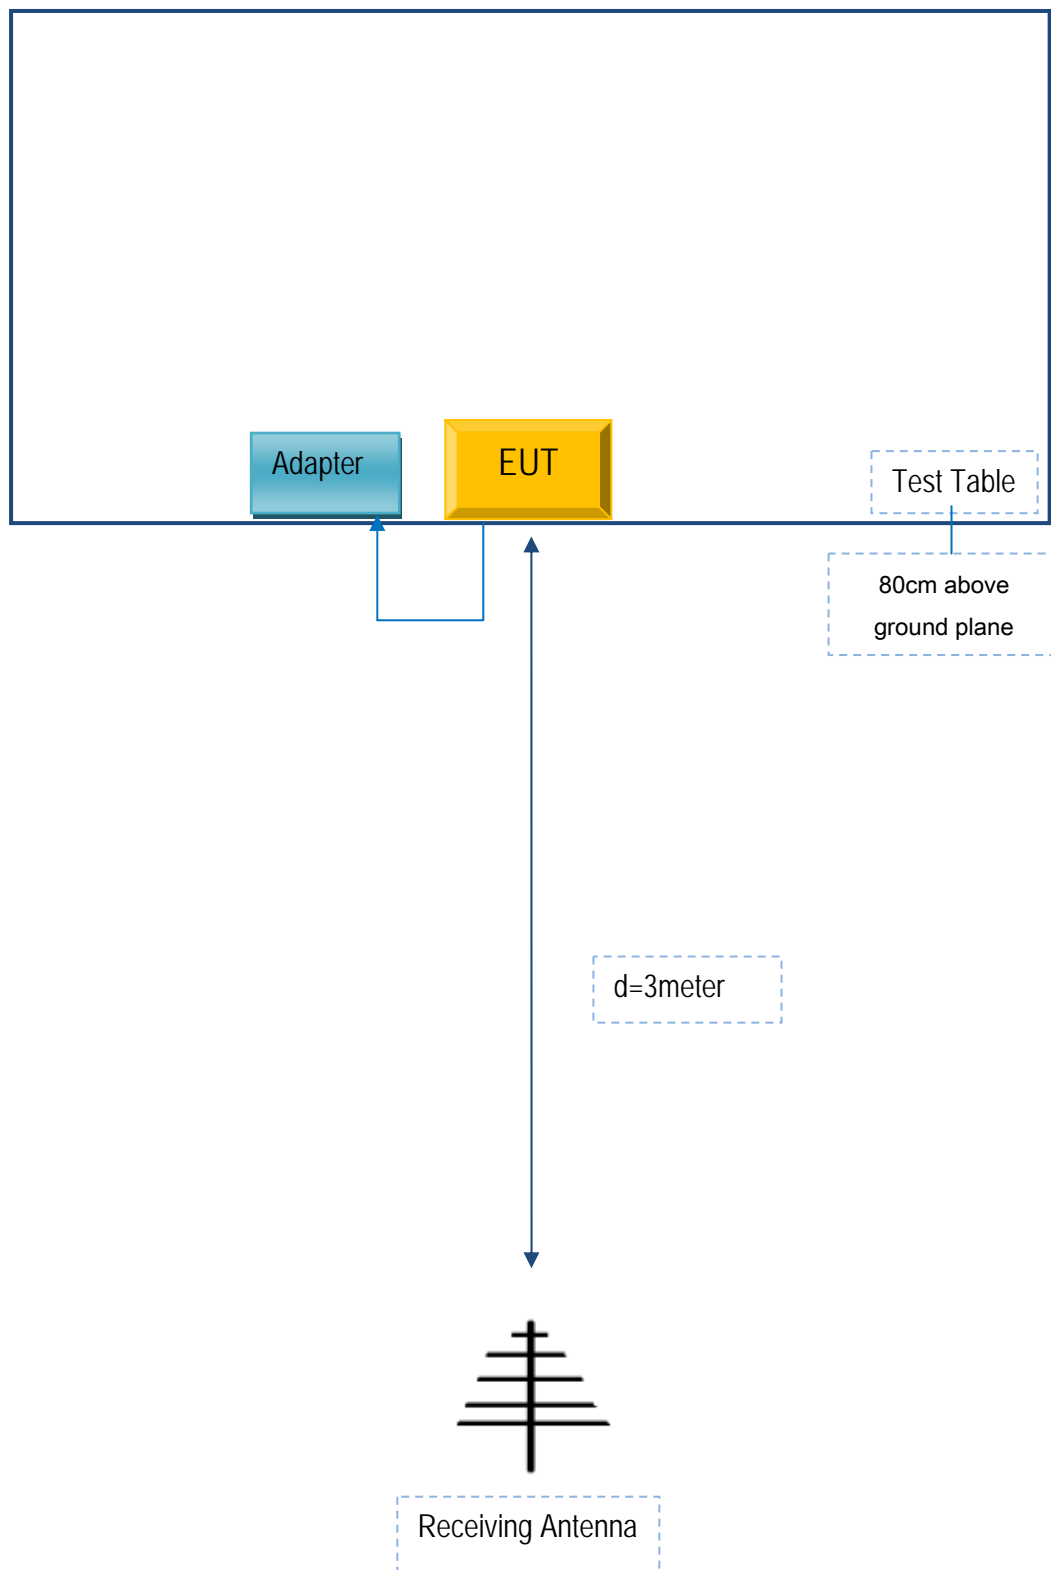 Adapter
EUT
Test Table
80cm above
ground plane
d=3meter
Receiving Antenna